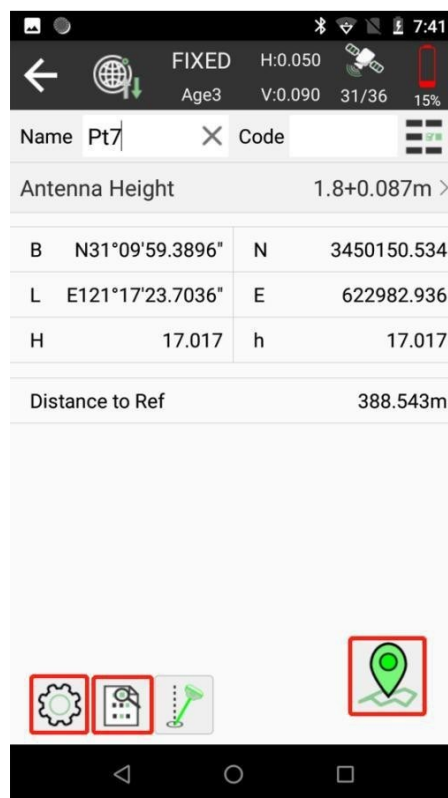 7:41
FIXED H:0.050
Age3 V:0.090 31/36 15%
Name Pt7 Code
Antenna Height 1.8+0.087m >
B N31°09'59.3896" N 3450150.534
L E121°17'23.7036" E 622982.936
H 17.017 h 17.017
Distance to Ref 388.543m